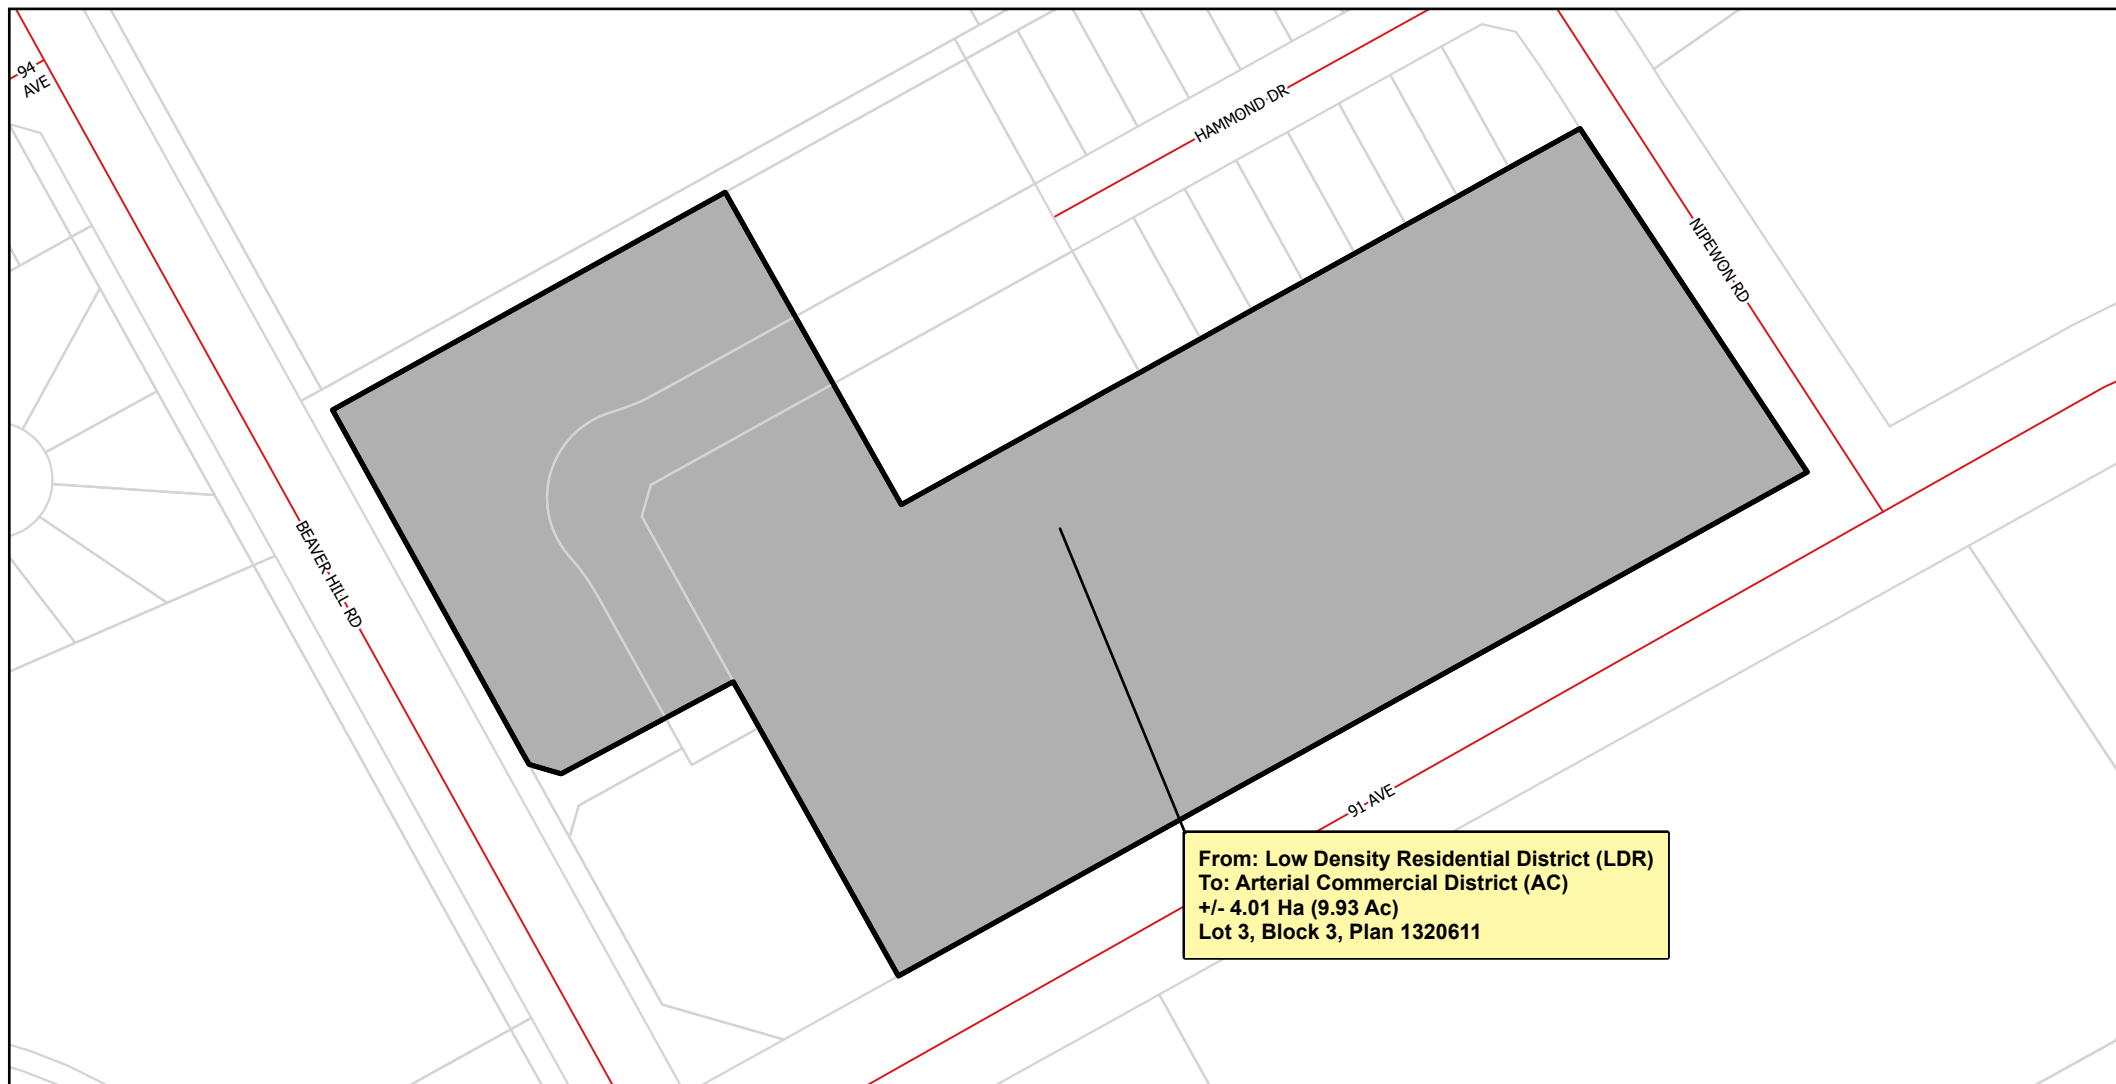 94
AVE
HAMMOND DR
NIPEWON RD
BEAVER HILL RD
91 AVE
From: Low Density Residential District (LDR)
To: Arterial Commercial District (AC)
+/- 4.01 Ha (9.93 Ac)
Lot 3, Block 3, Plan 1320611